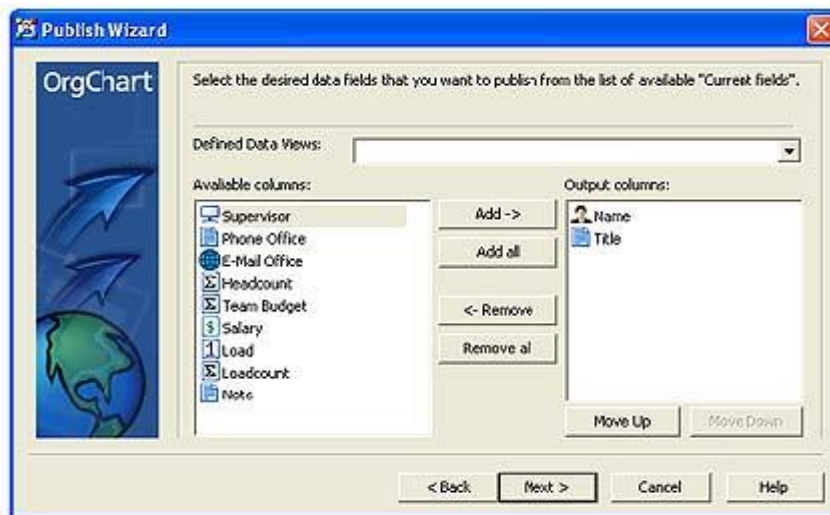 Publish Wizard
OrgChart
Select the desired data fields that you want to publish from the list of available "Current fields".
Defined Data Views:
Available columns:
Supervisor
Phone Office
E-Mail Office
Headcount
Team Budget
Salary
Load
Loadcount
Note
Add ->
Add all
<- Remove
Remove al
Output columns:
Name
Title
Move Up
Move Down
< Back
Next >
Cancel
Help